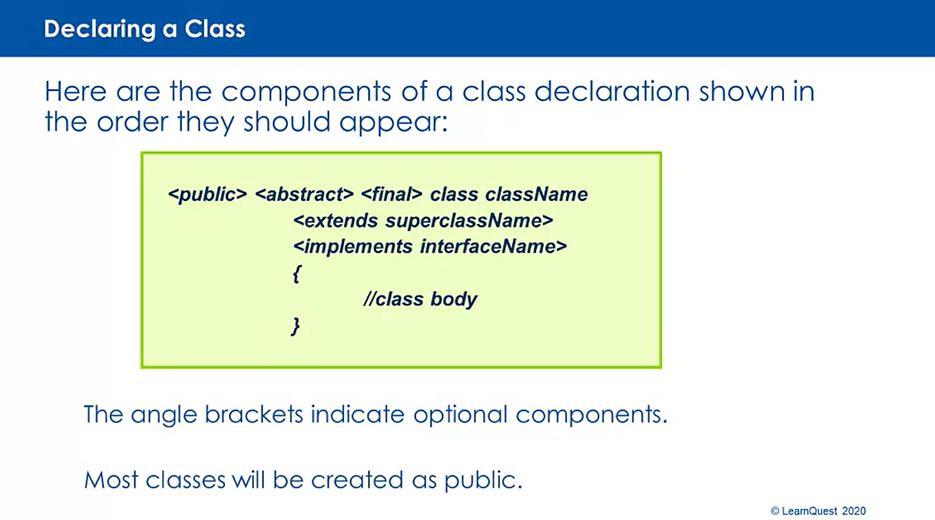 Declaring a Class
Here are the components of a class declaration shown in
the order they should appear:
<public> <abstract> <final> class className
<extends superclassName>
<implements interfaceName>
{
//class body
}
The angle brackets indicate optional components.
Most classes will be created as public.
© LearnQuest 2020